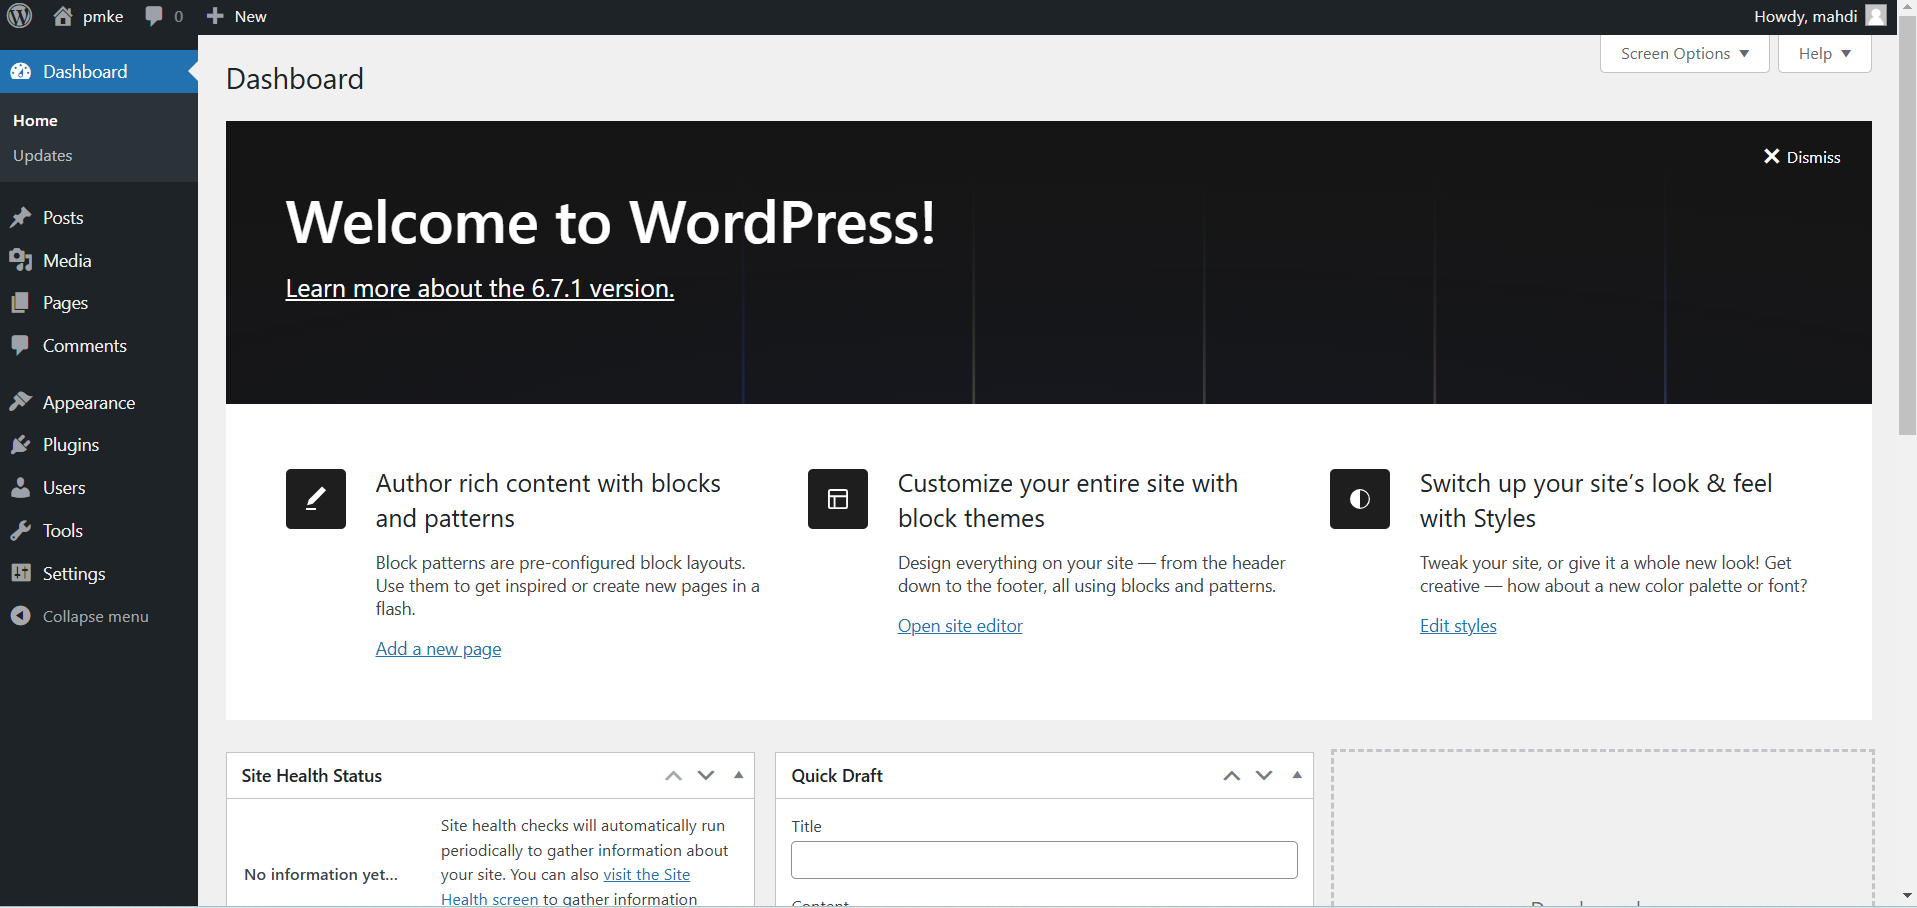 pmke
0
New
Howdy, mahdi
Dashboard
Home
Updates
Posts
Media
Pages
Comments
Appearance
Plugins
Users
Tools
Settings
Collapse menu
Screen Options
Help
Dashboard
Dismiss
Welcome to WordPress!
Learn more about the 6.7.1 version.
Author rich content with blocks
and patterns
Block patterns are pre-configured block layouts.
Use them to get inspired or create new pages in a
flash.
Add a new page
Customize your entire site with
block themes
Design everything on your site — from the header
down to the footer, all using blocks and patterns.
Open site editor
Switch up your site’s look & feel
with Styles
Tweak your site, or give it a whole new look! Get
creative — how about a new color palette or font?
Edit styles
Site Health Status
No information yet...
Site health checks will automatically run
periodically to gather information about
your site. You can also visit the Site
Health screen to gather information
Quick Draft
Title
Content